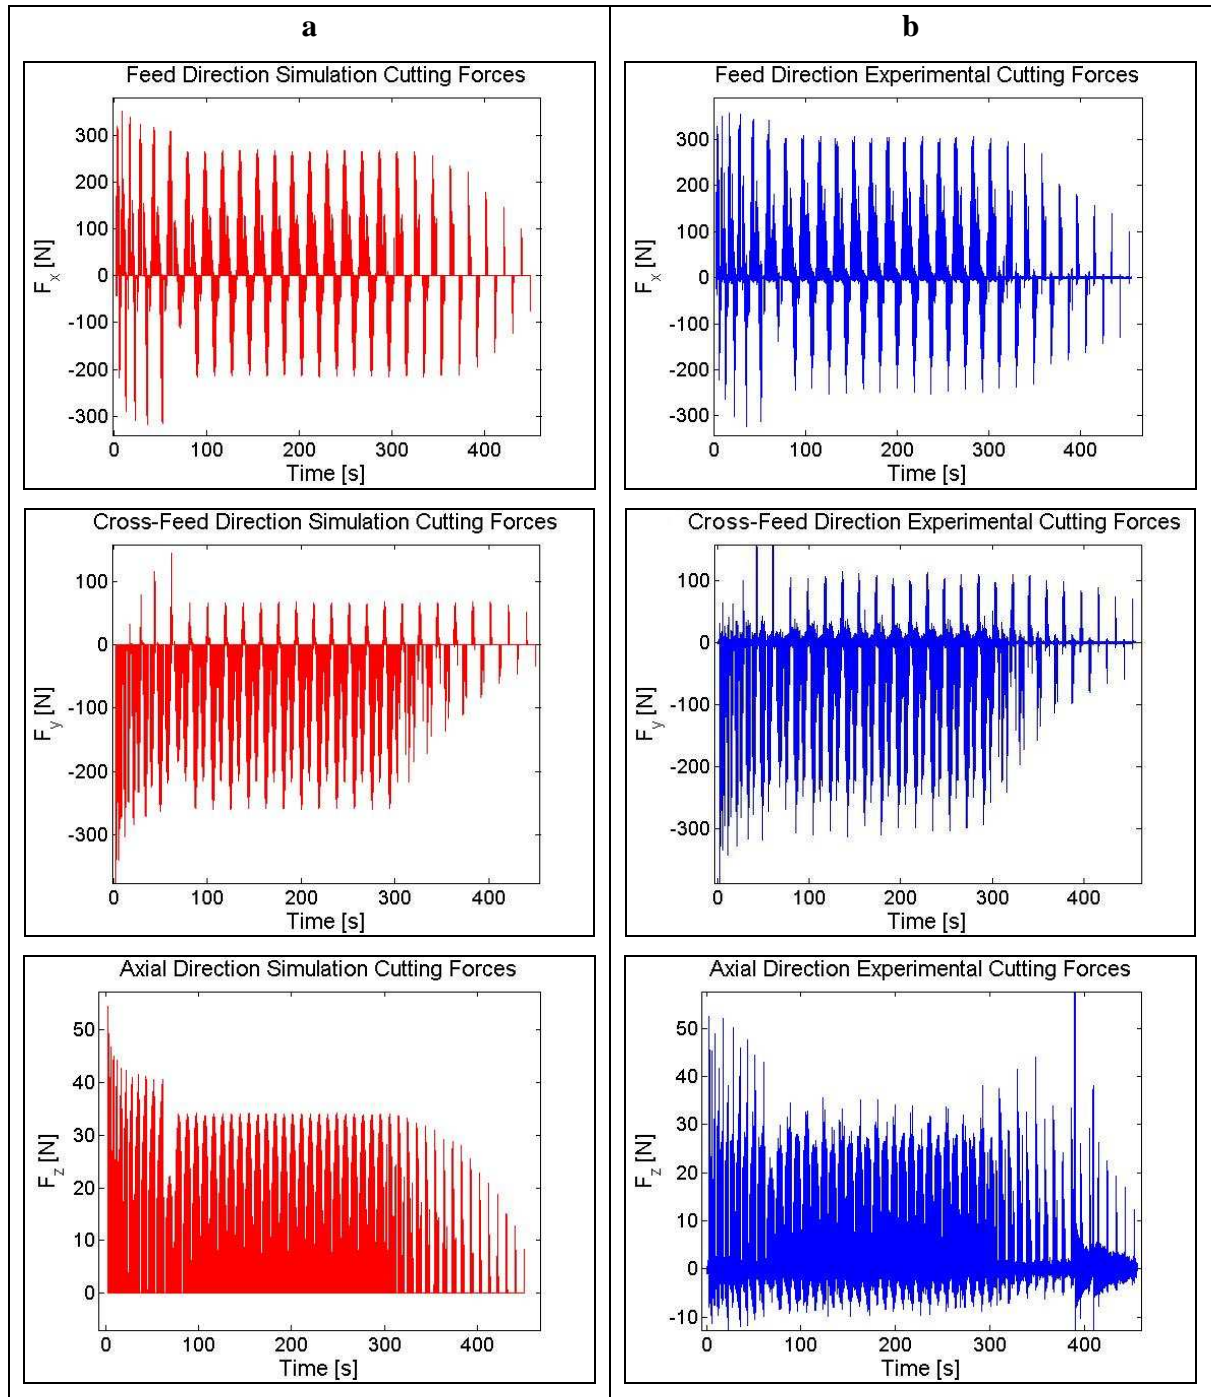 a
b
Feed Direction Simulation Cutting Forces
300
200
100
0
-100
-200
-300
F_x [N]
0 100 200 300 400
Time [s]
Feed Direction Experimental Cutting Forces
300
200
100
0
-100
-200
-300
F_x [N]
0 100 200 300 400
Time [s]
Cross-Feed Direction Simulation Cutting Forces
100
0
-100
-200
-300
F_y [N]
0 100 200 300 400
Time [s]
Cross-Feed Direction Experimental Cutting Forces
100
0
-100
-200
-300
F_y [N]
0 100 200 300 400
Time [s]
Axial Direction Simulation Cutting Forces
50
40
30
20
10
0
F_z [N]
0 100 200 300 400
Time [s]
Axial Direction Experimental Cutting Forces
50
40
30
20
10
0
-10
F_z [N]
0 100 200 300 400
Time [s]